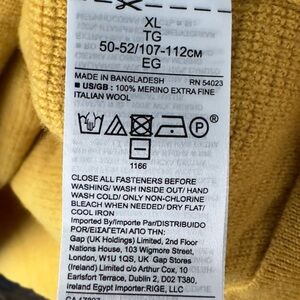 XL
TG
50-52/107-112CM
EG
MADE IN BANGLADESH RN 54023
■ US/GB : 100% MERINO EXTRA FINE
ITALIAN WOOL
P
1166
CLOSE ALL FASTENERS BEFORE
WASHING/ WASH INSIDE OUT/ HAND
WASH COLD/ ONLY NON-CHLORINE
BLEACH WHEN NEEDED/ DRY FLAT/
COOL IRON
Imported by/Importe Par/DISTRIBUIDO
POR/ΕΙΣΑΓΕΤΑΙ ΑΠΟ ΤΗΝ:
Gap (UK Holdings) Limited, 2nd Floor
Nations House, 103 Wigmore Street,
London, W1U 1QS, UK Gap Stores
(Ireland) Limited c/o Arthur Cox, 10
Earlsfort Terrace, Dublin 2, D02 T380,
Ireland Egypt Importer:RIGE, LLC